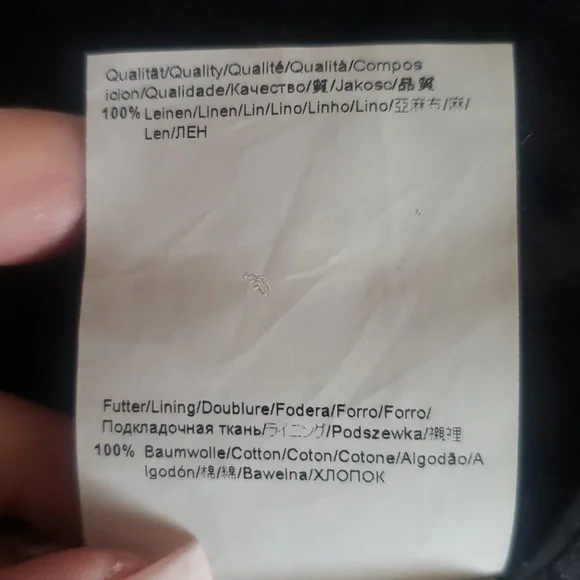 Qualität/Quality/Qualité/Qualità/Compos
icion/Qualidade/Качество/質/Jakosc/品質
100% Leinen/Linen/Lin/Lino/Linho/Lino/亞麻布/麻/
Len/ЛЕН
Futter/Lining/Doublure/Fodera/Forro/Forro/
Подкладочная ткань/ライニング/Podszewka/襯裡
100% Baumwolle/Cotton/Coton/Cotone/Algodão/A
lgodón/棉/綿/Bawelna/ХЛОПОК